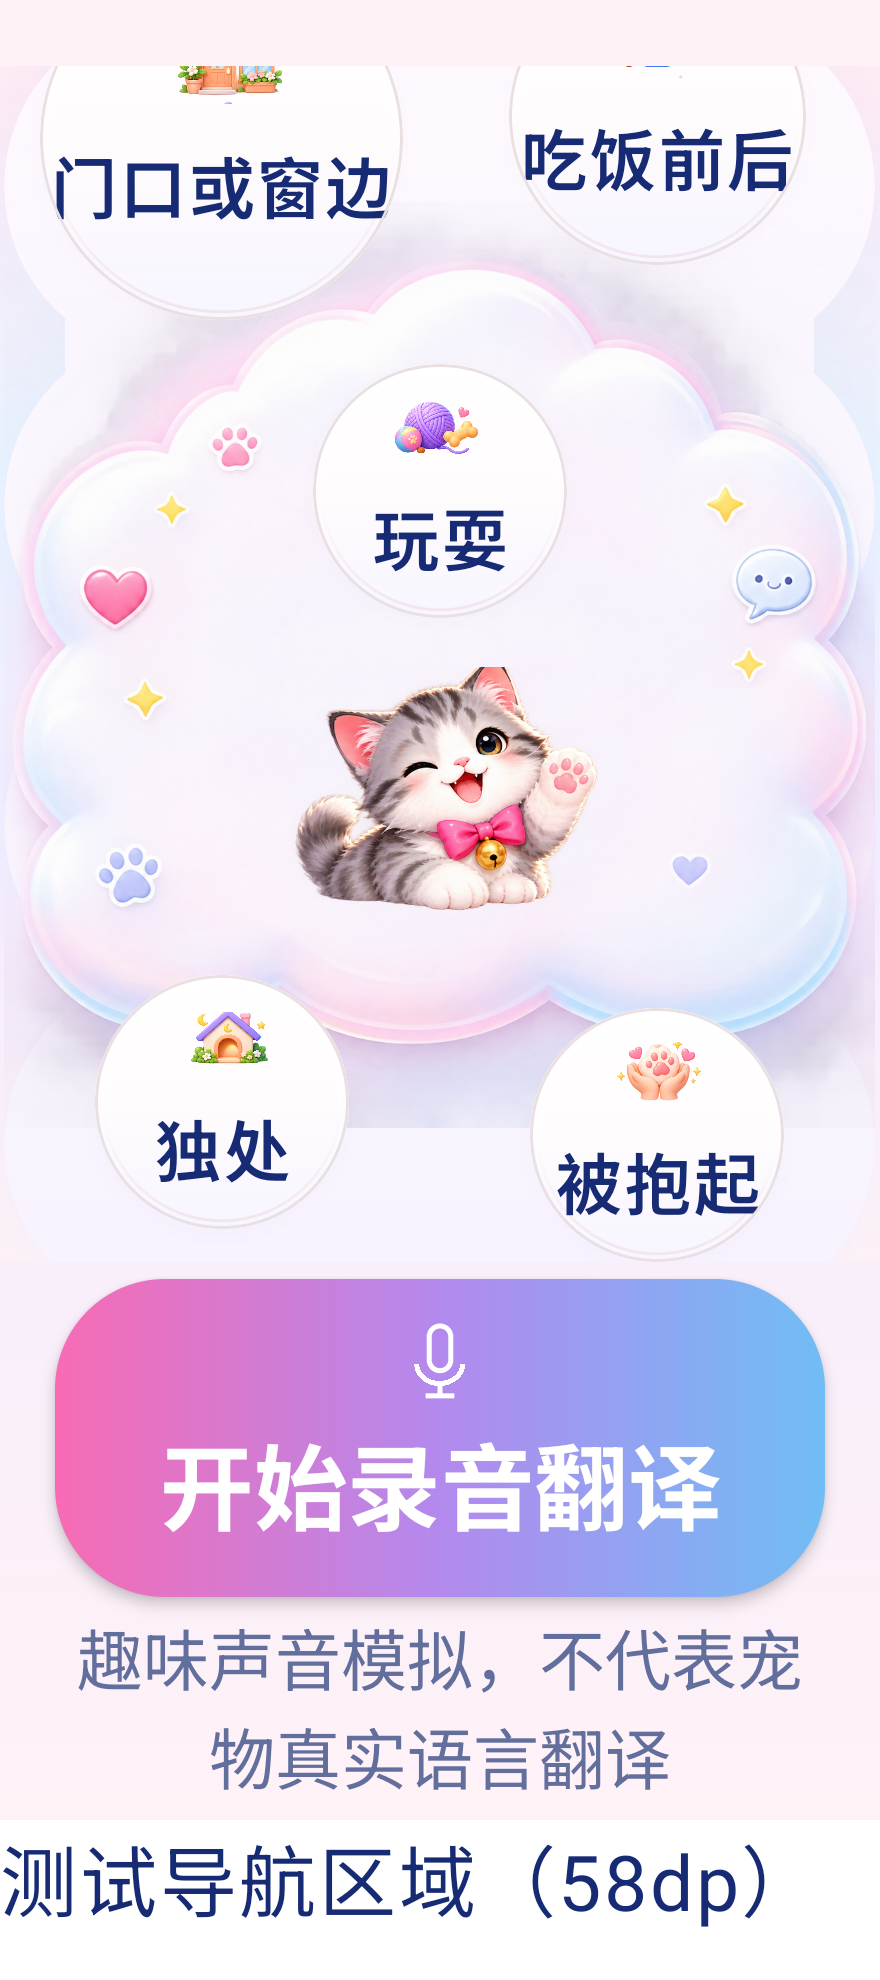 门口或窗边
吃饭前后
玩耍
独处
被抱起
开始录音翻译
趣味声音模拟，不代表宠
物真实语言翻译
测试导航区域（58dp）